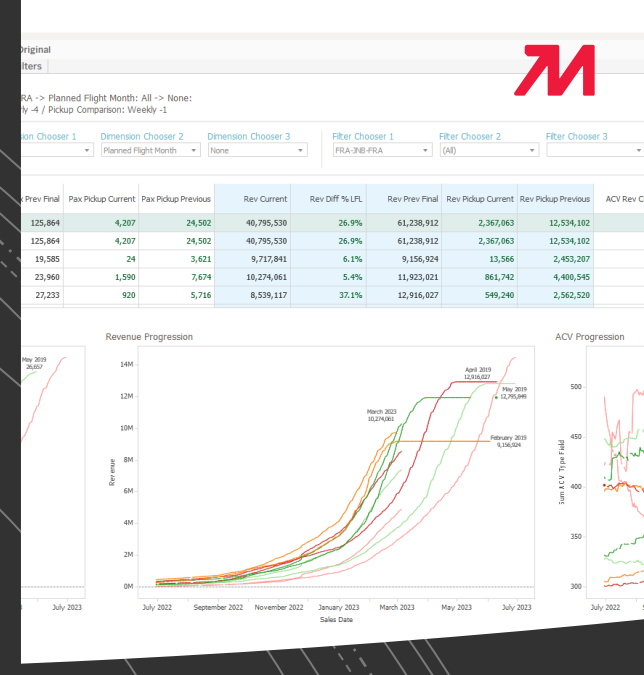 Original
lters
RA -> Planned Flight Month: All -> None:
ly -4 / Pickup Comparison: Weekly -1
ion Chooser 1 Dimension Chooser 2 Dimension Chooser 3 Filter Chooser 1 Filter Chooser 2 Filter Chooser 3
Planned Flight Month None FRA-JNB-FRA (All)
x Prev Final Pax Pickup Current Pax Pickup Previous Rev Current Rev Diff % LFL Rev Prev Final Rev Pickup Current Rev Pickup Previous ACV Rev C
125,864 4,207 24,502 40,795,530 26.9% 61,238,912 2,367,063 12,534,102
125,864 4,207 24,502 40,795,530 26.9% 61,238,912 2,367,063 12,534,102
19,585 24 3,621 9,717,841 6.1% 9,156,924 13,566 2,453,207
23,960 1,590 7,674 10,274,061 5.4% 11,923,021 861,742 4,400,545
27,233 920 5,716 8,539,117 37.1% 12,916,027 549,240 2,562,520
Revenue Progression ACV Progression
May 2019
26,657
July 2023
14M
12M
10M
8M
6M
4M
2M
0M
Revenue
April 2019
12,916,027
May 2019
12,795,849
March 2023
10,274,061
February 2019
9,156,924
July 2022 September 2022 November 2022 January 2023 March 2023 May 2023 July 2023
Sales Date
500
450
400
350
300
Sum ACV Type Field
July 2022 S